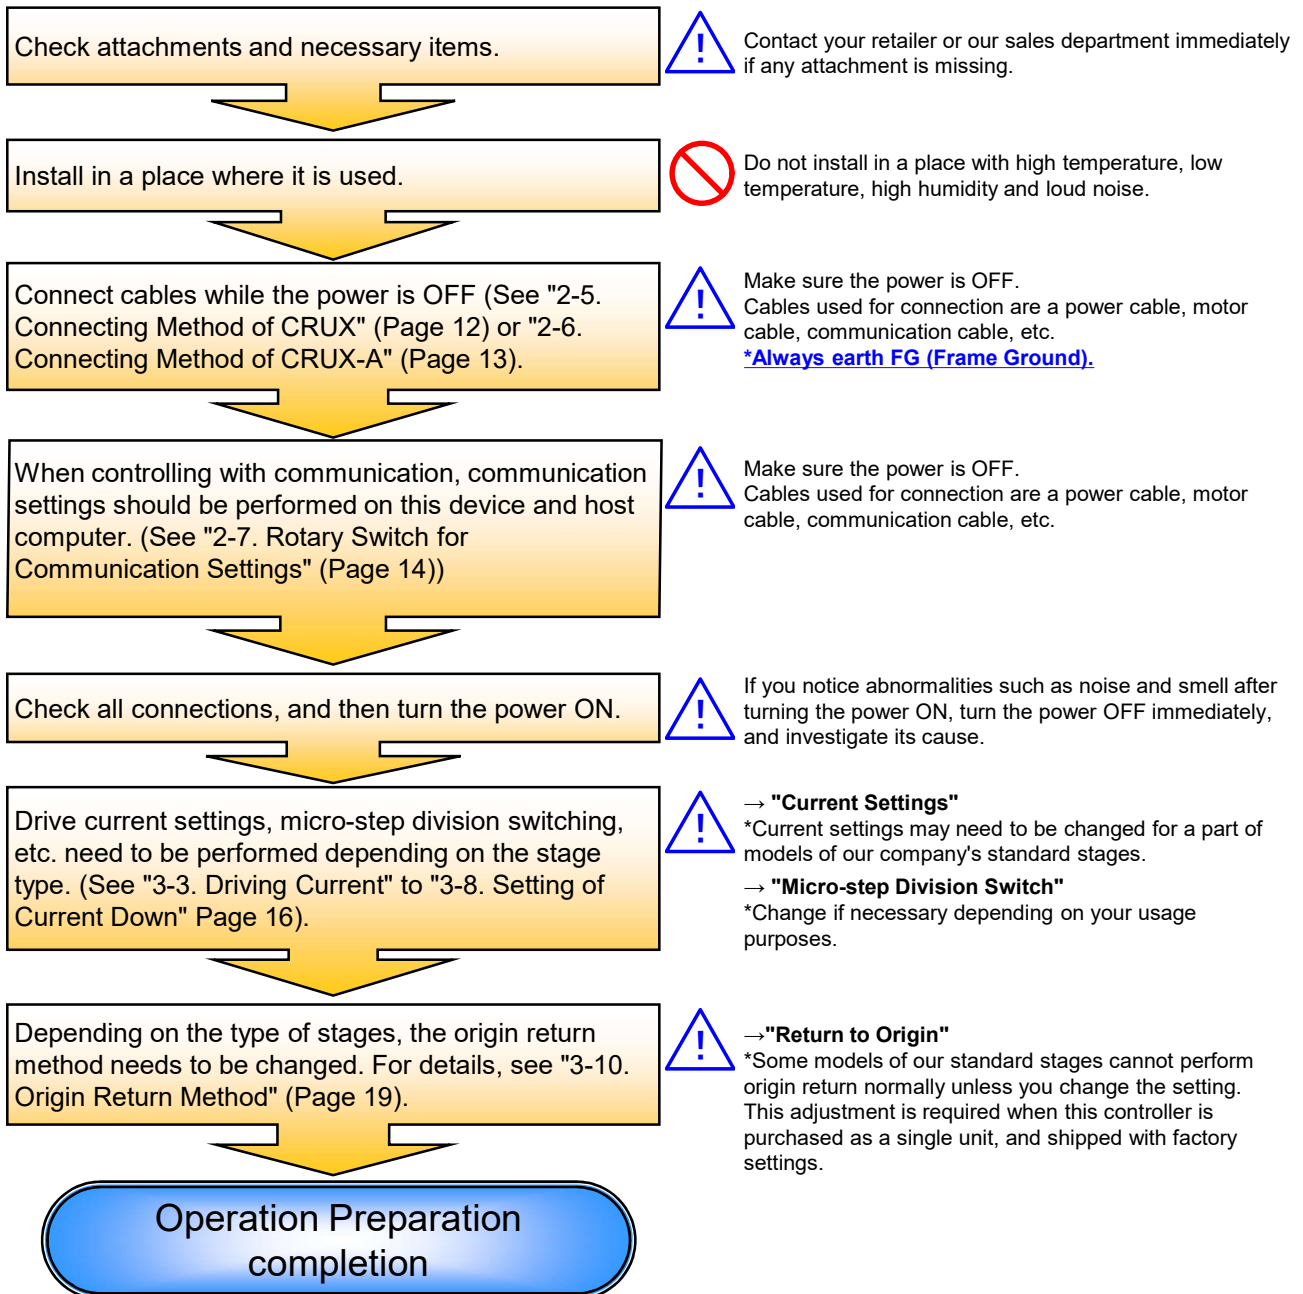 Check attachments and necessary items.
!
Contact your retailer or our sales department immediately
if any attachment is missing.
Install in a place where it is used.
Do not install in a place with high temperature, low
temperature, high humidity and loud noise.
Connect cables while the power is OFF (See "2-5.
Connecting Method of CRUX" (Page 12) or "2-6.
Connecting Method of CRUX-A" (Page 13).
!
Make sure the power is OFF.
Cables used for connection are a power cable, motor
cable, communication cable, etc.
*Always earth FG (Frame Ground).
When controlling with communication, communication
settings should be performed on this device and host
computer. (See "2-7. Rotary Switch for
Communication Settings" (Page 14))
!
Make sure the power is OFF.
Cables used for connection are a power cable, motor
cable, communication cable, etc.
Check all connections, and then turn the power ON.
!
If you notice abnormalities such as noise and smell after
turning the power ON, turn the power OFF immediately,
and investigate its cause.
Drive current settings, micro-step division switching,
etc. need to be performed depending on the stage
type. (See "3-3. Driving Current" to "3-8. Setting of
Current Down" Page 16).
!
→ "Current Settings"
*Current settings may need to be changed for a part of
models of our company's standard stages.
→ "Micro-step Division Switch"
*Change if necessary depending on your usage
purposes.
Depending on the type of stages, the origin return
method needs to be changed. For details, see "3-10.
Origin Return Method" (Page 19).
!
→"Return to Origin"
*Some models of our standard stages cannot perform
origin return normally unless you change the setting.
This adjustment is required when this controller is
purchased as a single unit, and shipped with factory
settings.
Operation Preparation
completion